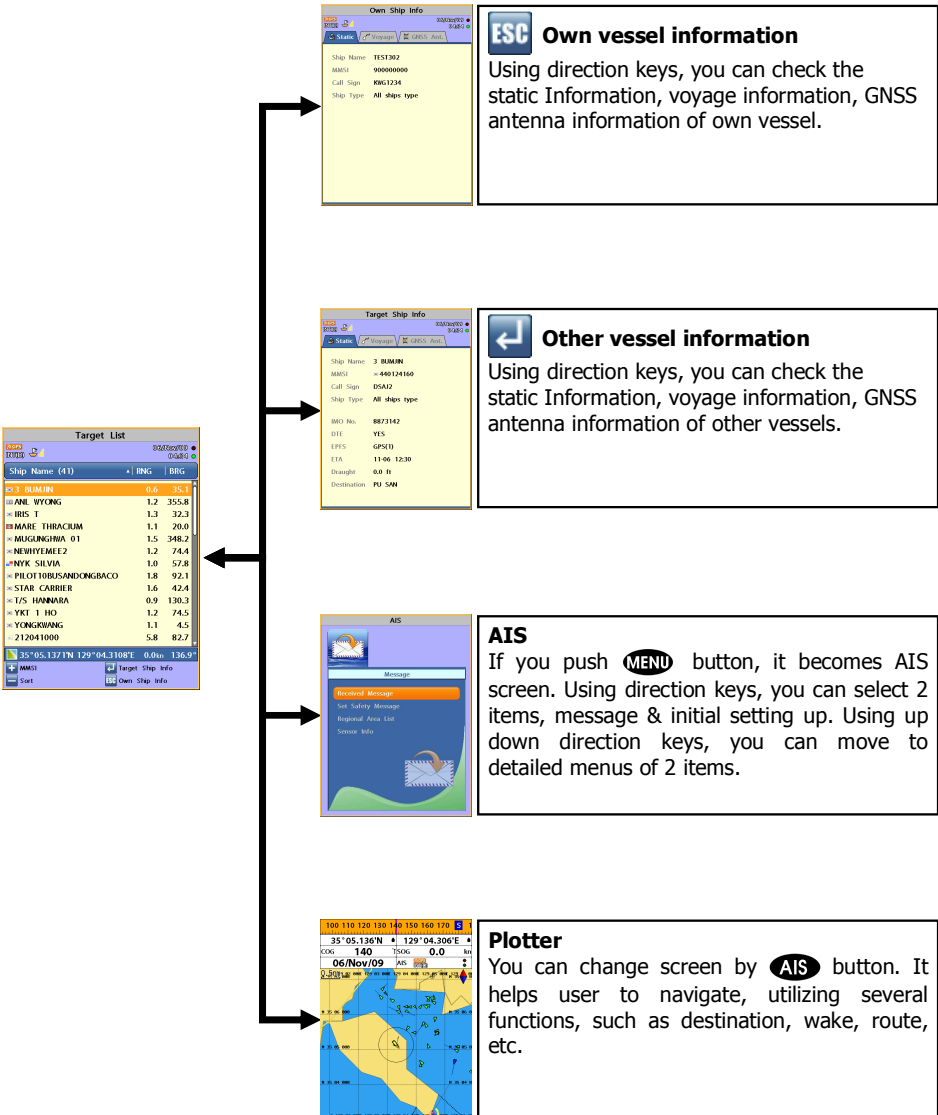 Own Ship Info
06/Nov/09
04:34
Static Voyage GNSS Ant.
Ship Name TEST302
MMSI 900000000
Call Sign KWG1234
Ship Type All ships type
ESC Own vessel information
Using direction keys, you can check the
static Information, voyage information, GNSS
antenna information of own vessel.
Target Ship Info
Static Voyage GNSS Ant.
Ship Name 3 BUMJIN
MMSI 440124160
Call Sign DSAJ2
Ship Type All ships type
IMO No. 8873142
DTE YES
EPFS GPS(1)
ETA 11-06 12:30
Draught 0.0 ft
Destination PU SAN
Other vessel information
Using direction keys, you can check the
static Information, voyage information, GNSS
antenna information of other vessels.
Target List
06/Nov/09
04:34
Ship Name (41) RNG BRG
3 BUMJIN 0.6 35.1
ANL WYONG 1.2 355.8
IRIS T 1.3 32.3
MARE THRACIUM 1.1 20.0
MUGUNGHWA 01 1.5 348.2
NEWHYEMEE2 1.2 74.4
NYK SILVIA 1.0 57.8
PILOT10BUSANDONGBACO 1.8 92.1
STAR CARRIER 1.6 42.4
T/S HANNARA 0.9 130.3
YKT 1 HO 1.2 74.5
YONGKWANG 1.1 4.5
212041000 5.8 82.7
35°05.1371'N 129°04.3108'E 0.0kn 136.9°
MMSI Target Ship Info
Sort ESC Own Ship Info
AIS
Message
Received Message
Set Safety Message
Regional Area List
Sensor Info
AIS
If you push MENU button, it becomes AIS
screen. Using direction keys, you can select 2
items, message & initial setting up. Using up
down direction keys, you can move to
detailed menus of 2 items.
100 110 120 130 140 150 160 170 S 1
35°05.136'N 129°04.306'E
COG 140 T SOG 0.0 kn
06/Nov/09 AIS
0.5nm
Plotter
You can change screen by AIS button. It
helps user to navigate, utilizing several
functions, such as destination, wake, route,
etc.